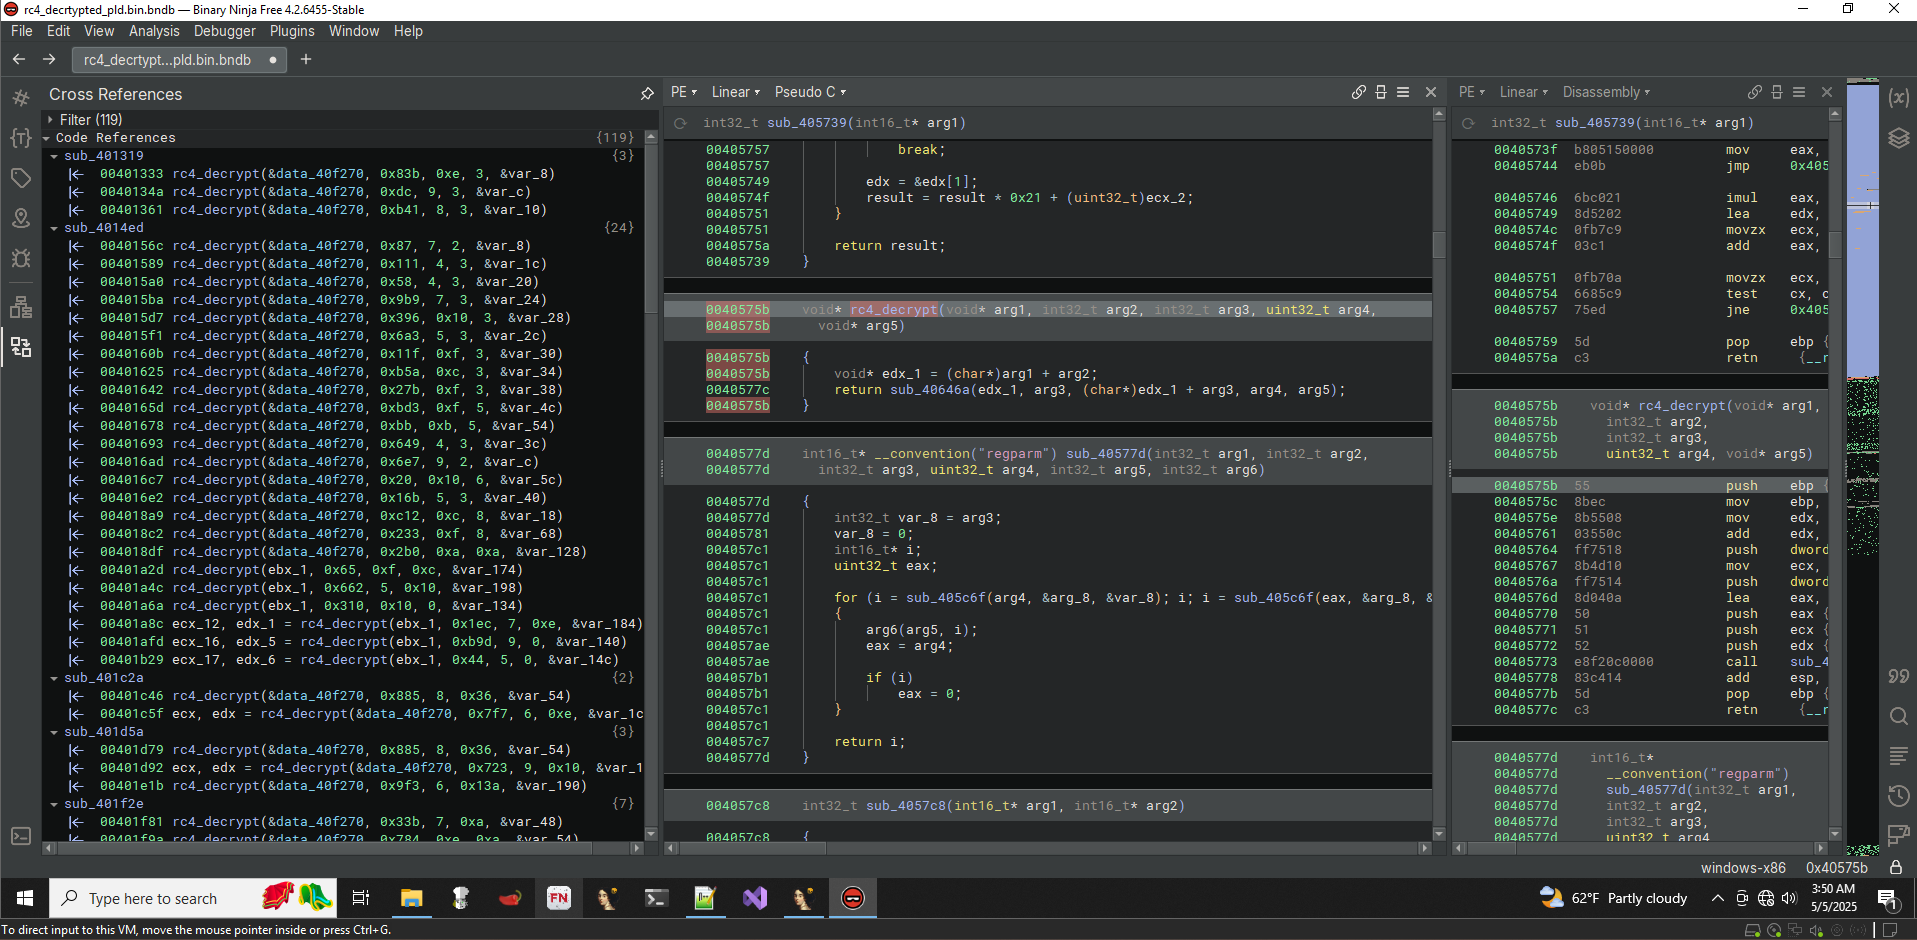 rc4_decrtypted_pld.bin.bndb — Binary Ninja Free 4.2.6455-Stable
File Edit View Analysis Debugger Plugins Window Help
rc4_decrtypt...pld.bin.bndb
Cross References
Filter (119)
Code References {119}
sub_401319 {3}
00401333 rc4_decrypt(&data_40f270, 0x83b, 0xe, 3, &var_8)
0040134a rc4_decrypt(&data_40f270, 0xdc, 9, 3, &var_c)
00401361 rc4_decrypt(&data_40f270, 0xb41, 8, 3, &var_10)
sub_4014ed {24}
0040156c rc4_decrypt(&data_40f270, 0x87, 7, 2, &var_8)
00401589 rc4_decrypt(&data_40f270, 0x111, 4, 3, &var_1c)
004015a0 rc4_decrypt(&data_40f270, 0x58, 4, 3, &var_20)
004015ba rc4_decrypt(&data_40f270, 0x9b9, 7, 3, &var_24)
004015d7 rc4_decrypt(&data_40f270, 0x396, 0x10, 3, &var_28)
004015f1 rc4_decrypt(&data_40f270, 0x6a3, 5, 3, &var_2c)
0040160b rc4_decrypt(&data_40f270, 0x11f, 0xf, 3, &var_30)
00401625 rc4_decrypt(&data_40f270, 0xb5a, 0xc, 3, &var_34)
00401642 rc4_decrypt(&data_40f270, 0x27b, 0xf, 3, &var_38)
0040165d rc4_decrypt(&data_40f270, 0xbd3, 0xf, 5, &var_4c)
00401678 rc4_decrypt(&data_40f270, 0xbb, 0xb, 5, &var_54)
00401693 rc4_decrypt(&data_40f270, 0x649, 4, 3, &var_3c)
004016ad rc4_decrypt(&data_40f270, 0x6e7, 9, 2, &var_c)
004016c7 rc4_decrypt(&data_40f270, 0x20, 0x10, 6, &var_5c)
004016e2 rc4_decrypt(&data_40f270, 0x16b, 5, 3, &var_40)
004018a9 rc4_decrypt(&data_40f270, 0xc12, 0xc, 8, &var_18)
004018c2 rc4_decrypt(&data_40f270, 0x233, 0xf, 8, &var_68)
004018df rc4_decrypt(&data_40f270, 0x2b0, 0xa, 0xa, &var_128)
00401a2d rc4_decrypt(ebx_1, 0x65, 0xf, 0xc, &var_174)
00401a4c rc4_decrypt(ebx_1, 0x662, 5, 0x10, &var_198)
00401a6a rc4_decrypt(ebx_1, 0x310, 0x10, 0, &var_134)
00401a8c ecx_12, edx_1 = rc4_decrypt(ebx_1, 0x1ec, 7, 0xe, &var_184)
00401afd ecx_16, edx_5 = rc4_decrypt(ebx_1, 0xb9d, 9, 0, &var_140)
00401b29 ecx_17, edx_6 = rc4_decrypt(ebx_1, 0x44, 5, 0, &var_14c)
sub_401c2a {2}
00401c46 rc4_decrypt(&data_40f270, 0x885, 8, 0x36, &var_54)
00401c5f ecx, edx = rc4_decrypt(&data_40f270, 0x7f7, 6, 0xe, &var_1c
sub_401d5a {3}
00401d79 rc4_decrypt(&data_40f270, 0x885, 8, 0x36, &var_54)
00401d92 ecx, edx = rc4_decrypt(&data_40f270, 0x723, 9, 0x10, &var_1
00401e1b rc4_decrypt(&data_40f270, 0x9f3, 6, 0x13a, &var_190)
sub_401f2e {7}
00401f81 rc4_decrypt(&data_40f270, 0x33b, 7, 0xa, &var_48)
00401f9a rc4_decrypt(&data_40f270, 0x784, 0xe, 0xa, &var_54)
PE Linear Pseudo C
int32_t sub_405739(int16_t* arg1)
00405757 break;
00405757
00405749 edx = &edx[1];
0040574f result = result * 0x21 + (uint32_t)ecx_2;
00405751 }
00405751
0040575a return result;
00405739 }
0040575b void* rc4_decrypt(void* arg1, int32_t arg2, int32_t arg3, uint32_t arg4,
0040575b void* arg5)
0040575b {
0040575b void* edx_1 = (char*)arg1 + arg2;
0040577c return sub_40646a(edx_1, arg3, (char*)edx_1 + arg3, arg4, arg5);
0040575b }
0040577d int16_t* __convention("regparm") sub_40577d(int32_t arg1, int32_t arg2,
0040577d int32_t arg3, uint32_t arg4, int32_t arg5, int32_t arg6)
0040577d {
0040577d int32_t var_8 = arg3;
00405781 var_8 = 0;
004057c1 int16_t* i;
004057c1 uint32_t eax;
004057c1
004057c1 for (i = sub_405c6f(arg4, &arg_8, &var_8); i; i = sub_405c6f(eax, &arg_8, &
004057c1 {
004057c1 arg6(arg5, i);
004057ae eax = arg4;
004057ae
004057b1 if (i)
004057b1 eax = 0;
004057c1 }
004057c1
004057c7 return i;
0040577d }
004057c8 int32_t sub_4057c8(int16_t* arg1, int16_t* arg2)
004057c8 {
PE Linear Disassembly
int32_t sub_405739(int16_t* arg1)
0040573f b805150000 mov eax,
00405744 eb0b jmp 0x405
00405746 6bc021 imul eax,
00405749 8d5202 lea edx,
0040574c 0fb7c9 movzx ecx,
0040574f 03c1 add eax,
00405751 0fb70a movzx ecx,
00405754 6685c9 test cx, c
00405757 75ed jne 0x405
00405759 5d pop ebp {
0040575a c3 retn {__r
0040575b void* rc4_decrypt(void* arg1,
0040575b int32_t arg2,
0040575b int32_t arg3,
0040575b uint32_t arg4, void* arg5)
0040575b 55 push ebp {
0040575c 8bec mov ebp,
0040575e 8b5508 mov edx,
00405761 03550c add edx,
00405764 ff7518 push dword
00405767 8b4d10 mov ecx,
0040576a ff7514 push dword
0040576d 8d040a lea eax,
00405770 50 push eax {
00405771 51 push ecx {
00405772 52 push edx {
00405773 e8f20c0000 call sub_4
00405778 83c414 add esp,
0040577b 5d pop ebp {
0040577c c3 retn {__r
0040577d int16_t*
0040577d __convention("regparm")
0040577d sub_40577d(int32_t arg1,
0040577d int32_t arg2,
0040577d int32_t arg3,
0040577d uint32_t arg4
windows-x86 0x40575b
Type here to search
FN
62°F Partly cloudy
3:50 AM
5/5/2025
1
To direct input to this VM, move the mouse pointer inside or press Ctrl+G.